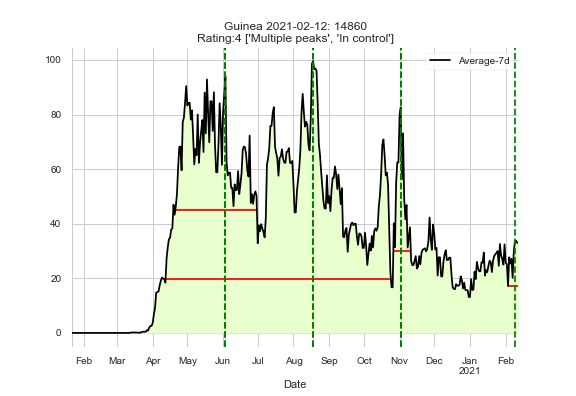 Guinea 2021-02-12: 14860
Rating:4 ['Multiple peaks', 'In control']
Average-7d
100
80
60
40
20
0
Feb Mar Apr May Jun Jul Aug Sep Oct Nov Dec Jan Feb
2021
Date